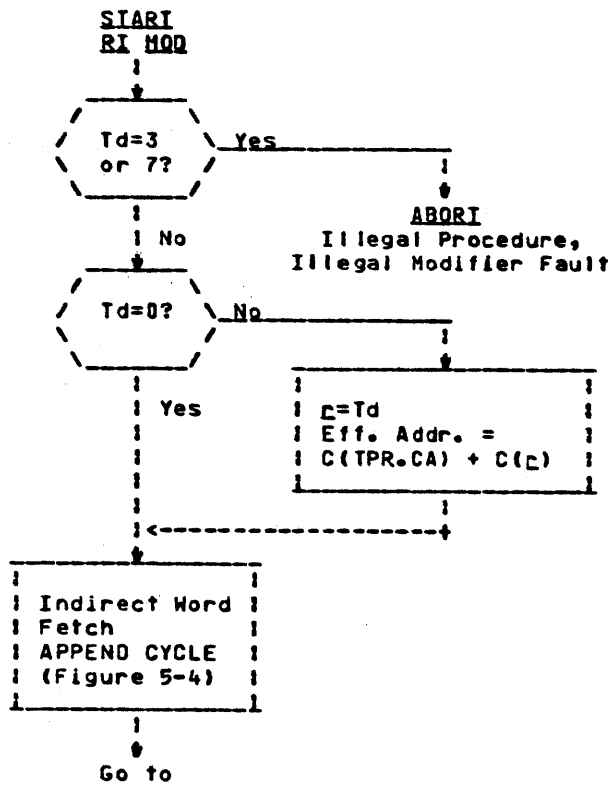 START
RI MOD
Td=3
or 7?
Yes
No
ABORT
Illegal Procedure,
Illegal Modifier Fault
Td=0?
No
Yes
r=Td
Eff. Addr. =
C(TPR.CA) + C(r)
Indirect Word
Fetch
APPEND CYCLE
(Figure 5-4)
Go to